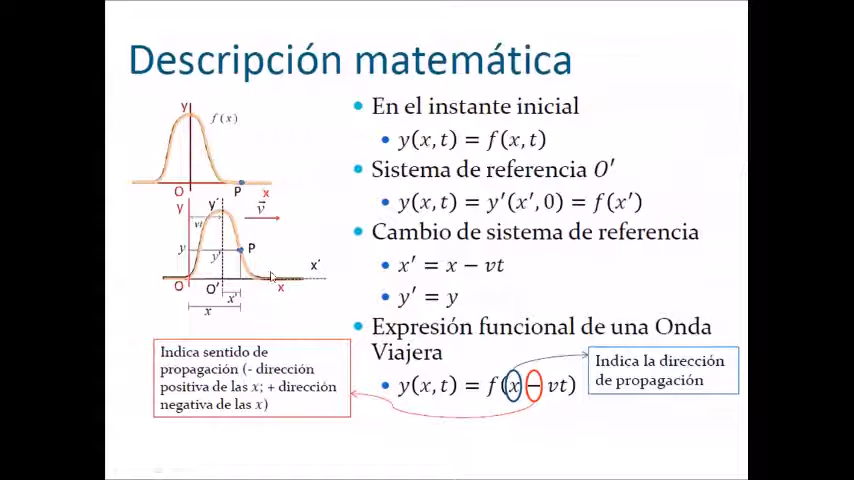 Descripción matemática
y
f(x)
O
P
x
y
y'
v⃗
vt
P
y
y'
x'
O
O'
x
x'
x
• En el instante inicial
• y(x, t) = f(x, t)
• Sistema de referencia O'
• y(x, t) = y'(x', 0) = f(x')
• Cambio de sistema de referencia
• x' = x − vt
• y' = y
• Expresión funcional de una Onda
Viajera
• y(x, t) = f(x − vt)
Indica sentido de
propagación (- dirección
positiva de las x; + dirección
negativa de las x)
Indica la dirección
de propagación